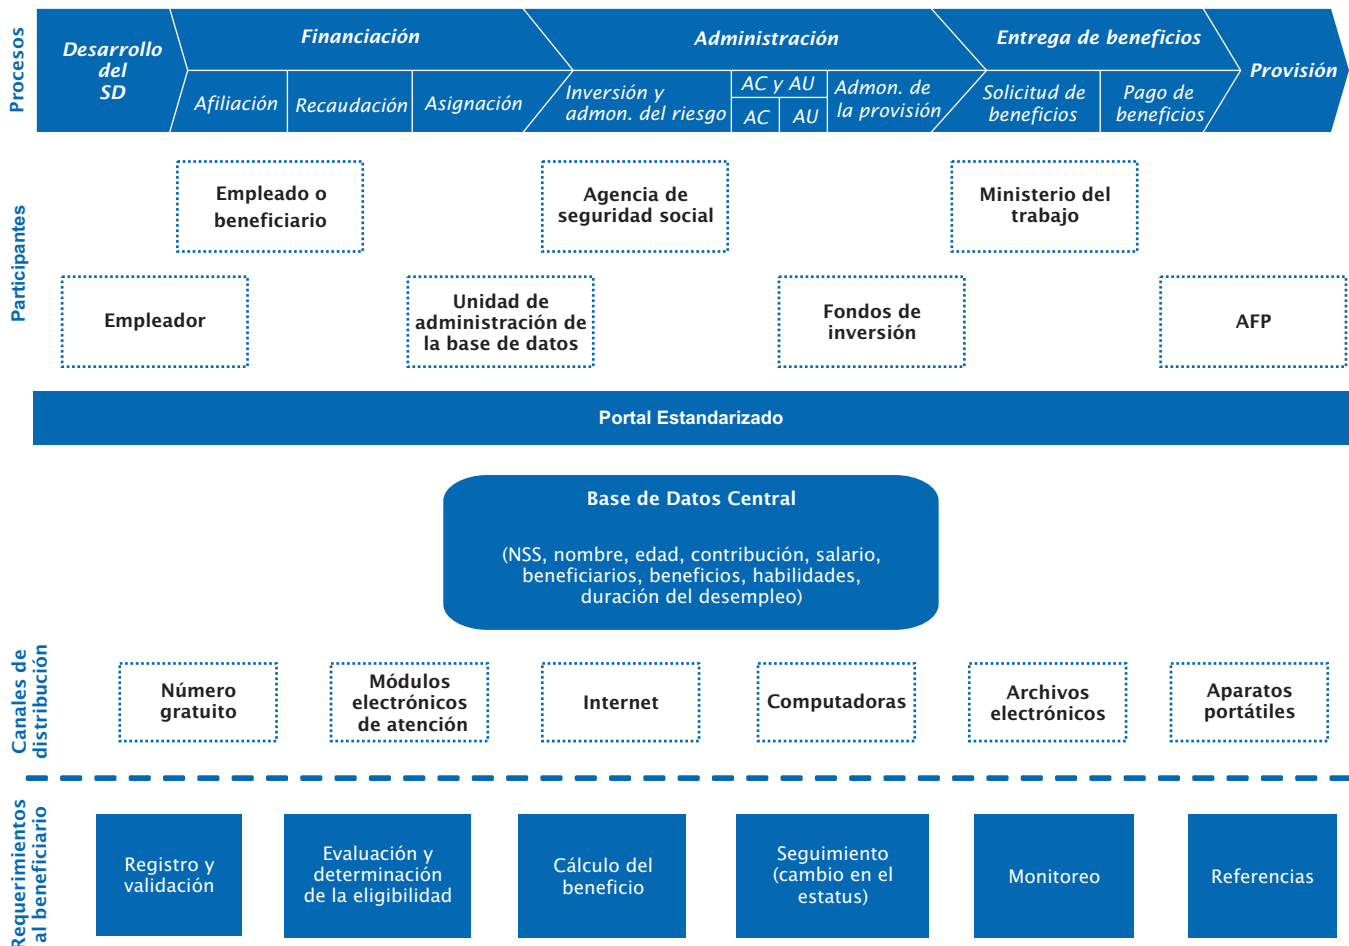 Procesos
Desarrollo
del
SD
Financiación
Afiliación
Recaudación
Asignación
Administración
Inversión y
admon. del riesgo
AC y AU
AC
AU
Admon. de
la provisión
Entrega de beneficios
Solicitud de
beneficios
Pago de
beneficios
Provisión
Participantes
Empleado o
beneficiario
Agencia de
seguridad social
Ministerio del
trabajo
Empleador
Unidad de
administración de
la base de datos
Fondos de
inversión
AFP
Portal Estandarizado
Base de Datos Central
(NSS, nombre, edad, contribución, salario,
beneficiarios, beneficios, habilidades,
duración del desempleo)
Canales de
distribución
Número
gratuito
Módulos
electrónicos
de atención
Internet
Computadoras
Archivos
electrónicos
Aparatos
portátiles
Requerimientos
al beneficiario
Registro y
validación
Evaluación y
determinación
de la eligibilidad
Cálculo del
beneficio
Seguimiento
(cambio en el
estatus)
Monitoreo
Referencias